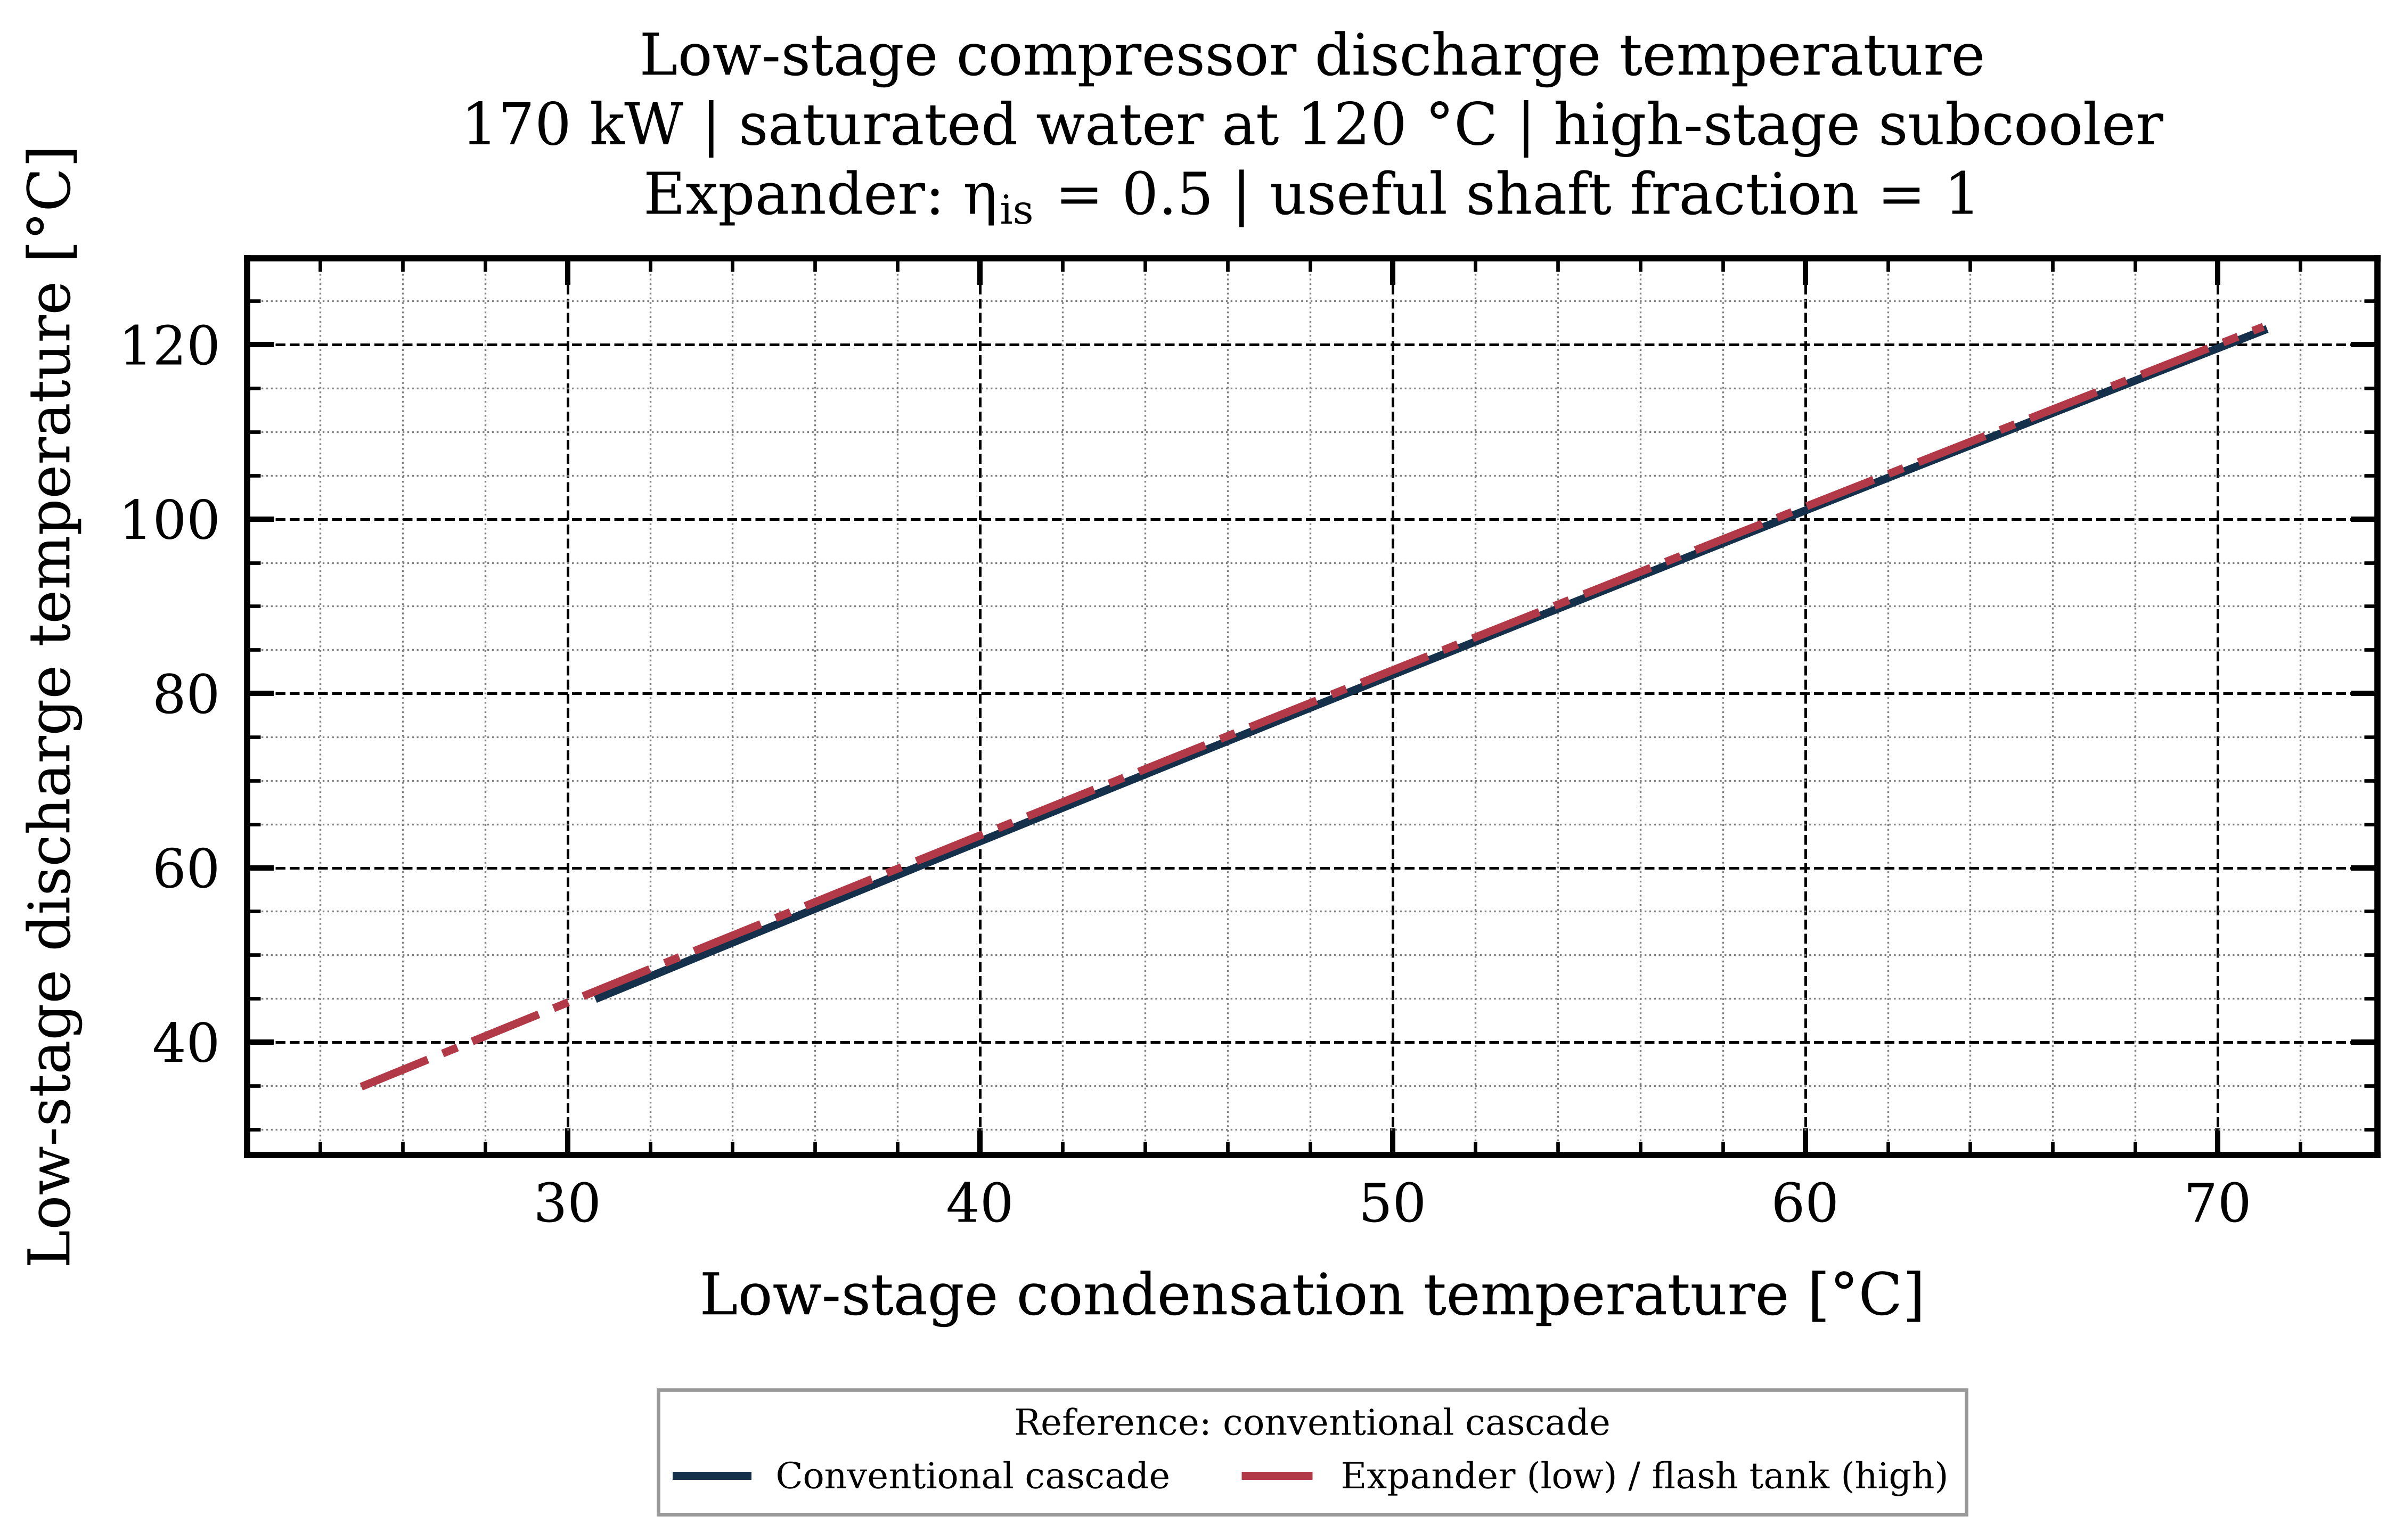 Low-stage compressor discharge temperature
170 kW | saturated water at 120 °C | high-stage subcooler
Expander: ηis = 0.5 | useful shaft fraction = 1
Low-stage discharge temperature [°C]
120
100
80
60
40
30 40 50 60 70
Low-stage condensation temperature [°C]
Reference: conventional cascade
Conventional cascade Expander (low) / flash tank (high)